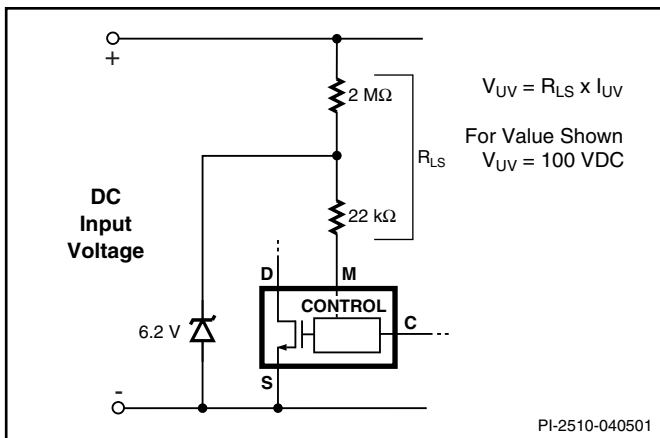 +
2 MΩ
V_UV = R_LS x I_UV
For Value Shown
V_UV = 100 VDC
R_LS
DC
Input
Voltage
22 kΩ
D
M
CONTROL
C
6.2 V
S
-
PI-2510-040501